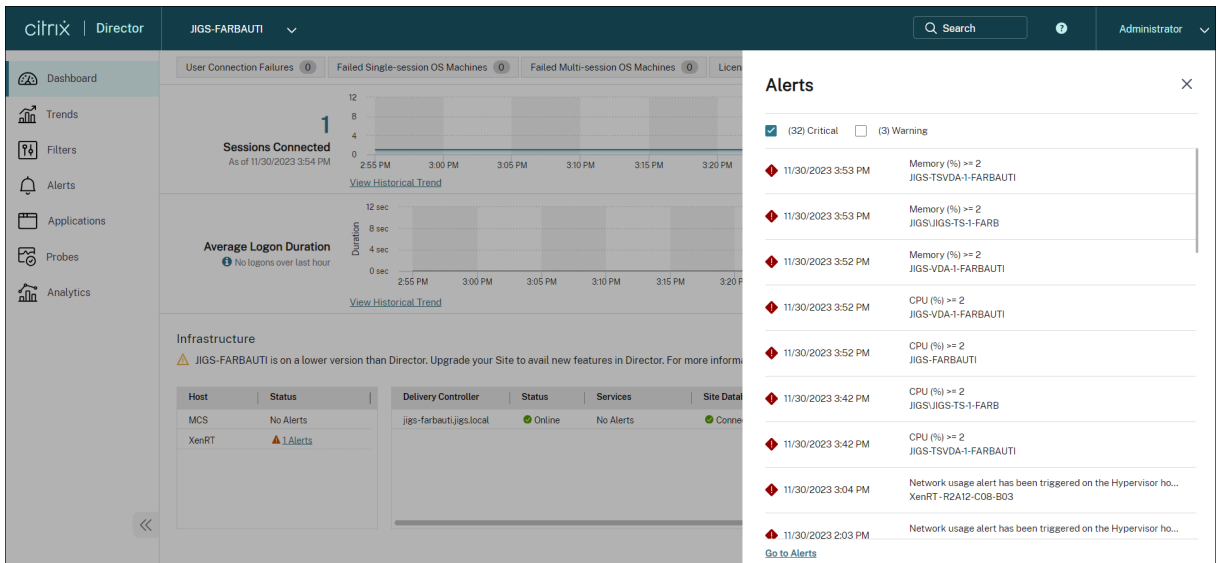 citrix | Director
JIGS-FARBAUTI
Search
Administrator
Dashboard
Trends
Filters
Alerts
Applications
Probes
Analytics
User Connection Failures 0
Failed Single-session OS Machines 0
Failed Multi-session OS Machines 0
Licen
1
Sessions Connected
As of 11/30/2023 3:54 PM
12
8
4
0
2:55 PM 3:00 PM 3:05 PM 3:10 PM 3:15 PM 3:20 PM
View Historical Trend
Average Logon Duration
No logons over last hour
Duration
12 sec
8 sec
4 sec
0 sec
2:55 PM 3:00 PM 3:05 PM 3:10 PM 3:15 PM 3:20 P
View Historical Trend
Infrastructure
JIGS-FARBAUTI is on a lower version than Director. Upgrade your Site to avail new features in Director. For more informa
Host Status
MCS No Alerts
XenRT 1 Alerts
Delivery Controller Status Services Site Datal
jigs-farbauti.jigs.local Online No Alerts Conne
Alerts
(32) Critical (3) Warning
11/30/2023 3:53 PM Memory (%) >= 2
JIGS-TSVDA-1-FARBAUTI
11/30/2023 3:53 PM Memory (%) >= 2
JIGS\JIGS-TS-1-FARB
11/30/2023 3:52 PM Memory (%) >= 2
JIGS-VDA-1-FARBAUTI
11/30/2023 3:52 PM CPU (%) >= 2
JIGS-VDA-1-FARBAUTI
11/30/2023 3:52 PM CPU (%) >= 2
JIGS-FARBAUTI
11/30/2023 3:42 PM CPU (%) >= 2
JIGS\JIGS-TS-1-FARB
11/30/2023 3:42 PM CPU (%) >= 2
JIGS-TSVDA-1-FARBAUTI
11/30/2023 3:04 PM Network usage alert has been triggered on the Hypervisor ho...
XenRT-R2A12-C08-B03
11/30/2023 2:03 PM Network usage alert has been triggered on the Hypervisor ho...
Go to Alerts